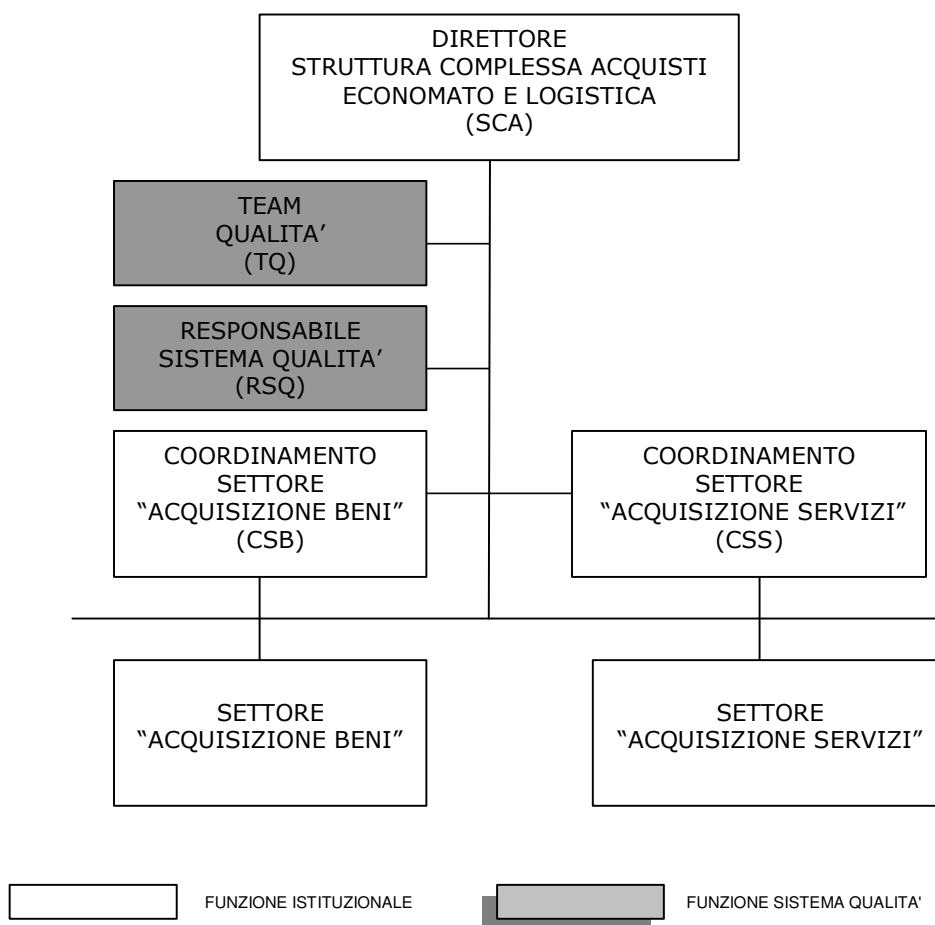 DIRETTORE
STRUTTURA COMPLESSA ACQUISTI
ECONOMATO E LOGISTICA
(SCA)
TEAM
QUALITA’
(TQ)
RESPONSABILE
SISTEMA QUALITA’
(RSQ)
COORDINAMENTO
SETTORE
“ACQUISIZIONE BENI”
(CSB)
COORDINAMENTO
SETTORE
“ACQUISIZIONE SERVIZI”
(CSS)
SETTORE
“ACQUISIZIONE BENI”
SETTORE
“ACQUISIZIONE SERVIZI”
FUNZIONE ISTITUZIONALE
FUNZIONE SISTEMA QUALITA'